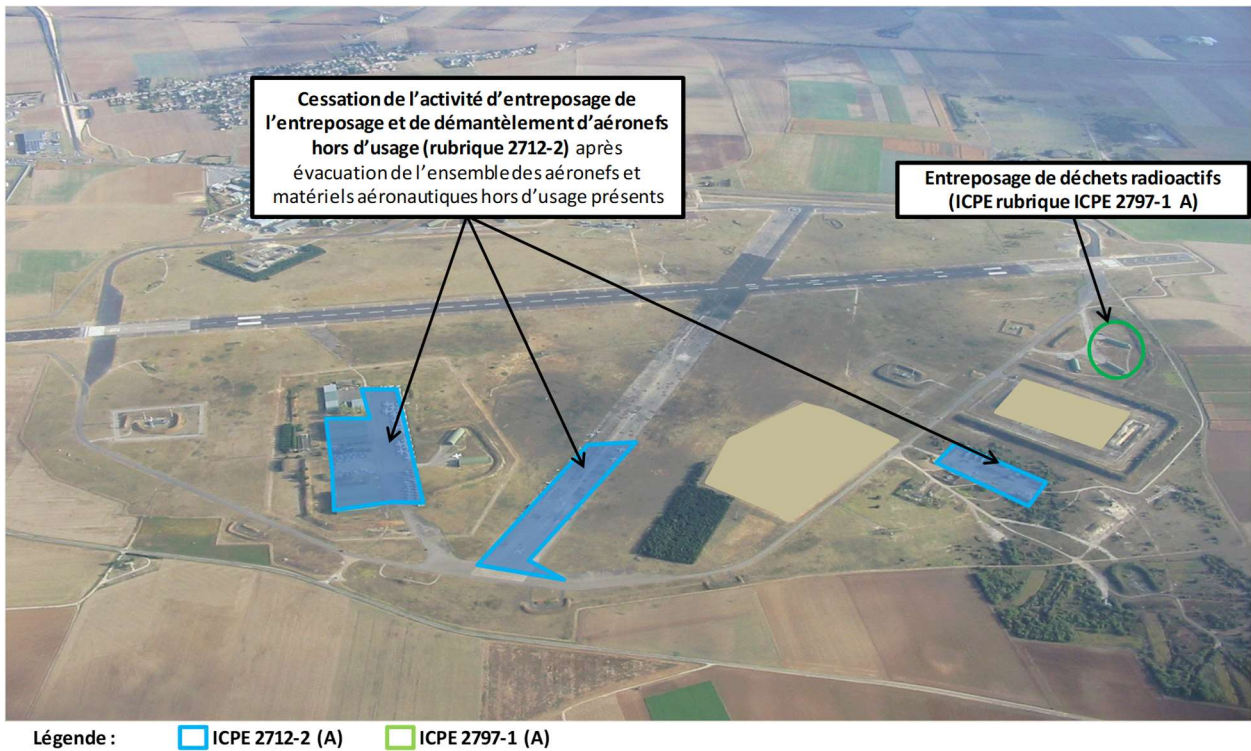 Cessation de l'activité d'entreposage de
l'entreposage et de démantèlement d'aéronefs
hors d'usage (rubrique 2712-2) après
évacuation de l'ensemble des aéronefs et
matériels aéronautiques hors d'usage présents
Entreposage de déchets radioactifs
(ICPE rubrique ICPE 2797-1 A)
Légende : ICPE 2712-2 (A) ICPE 2797-1 (A)